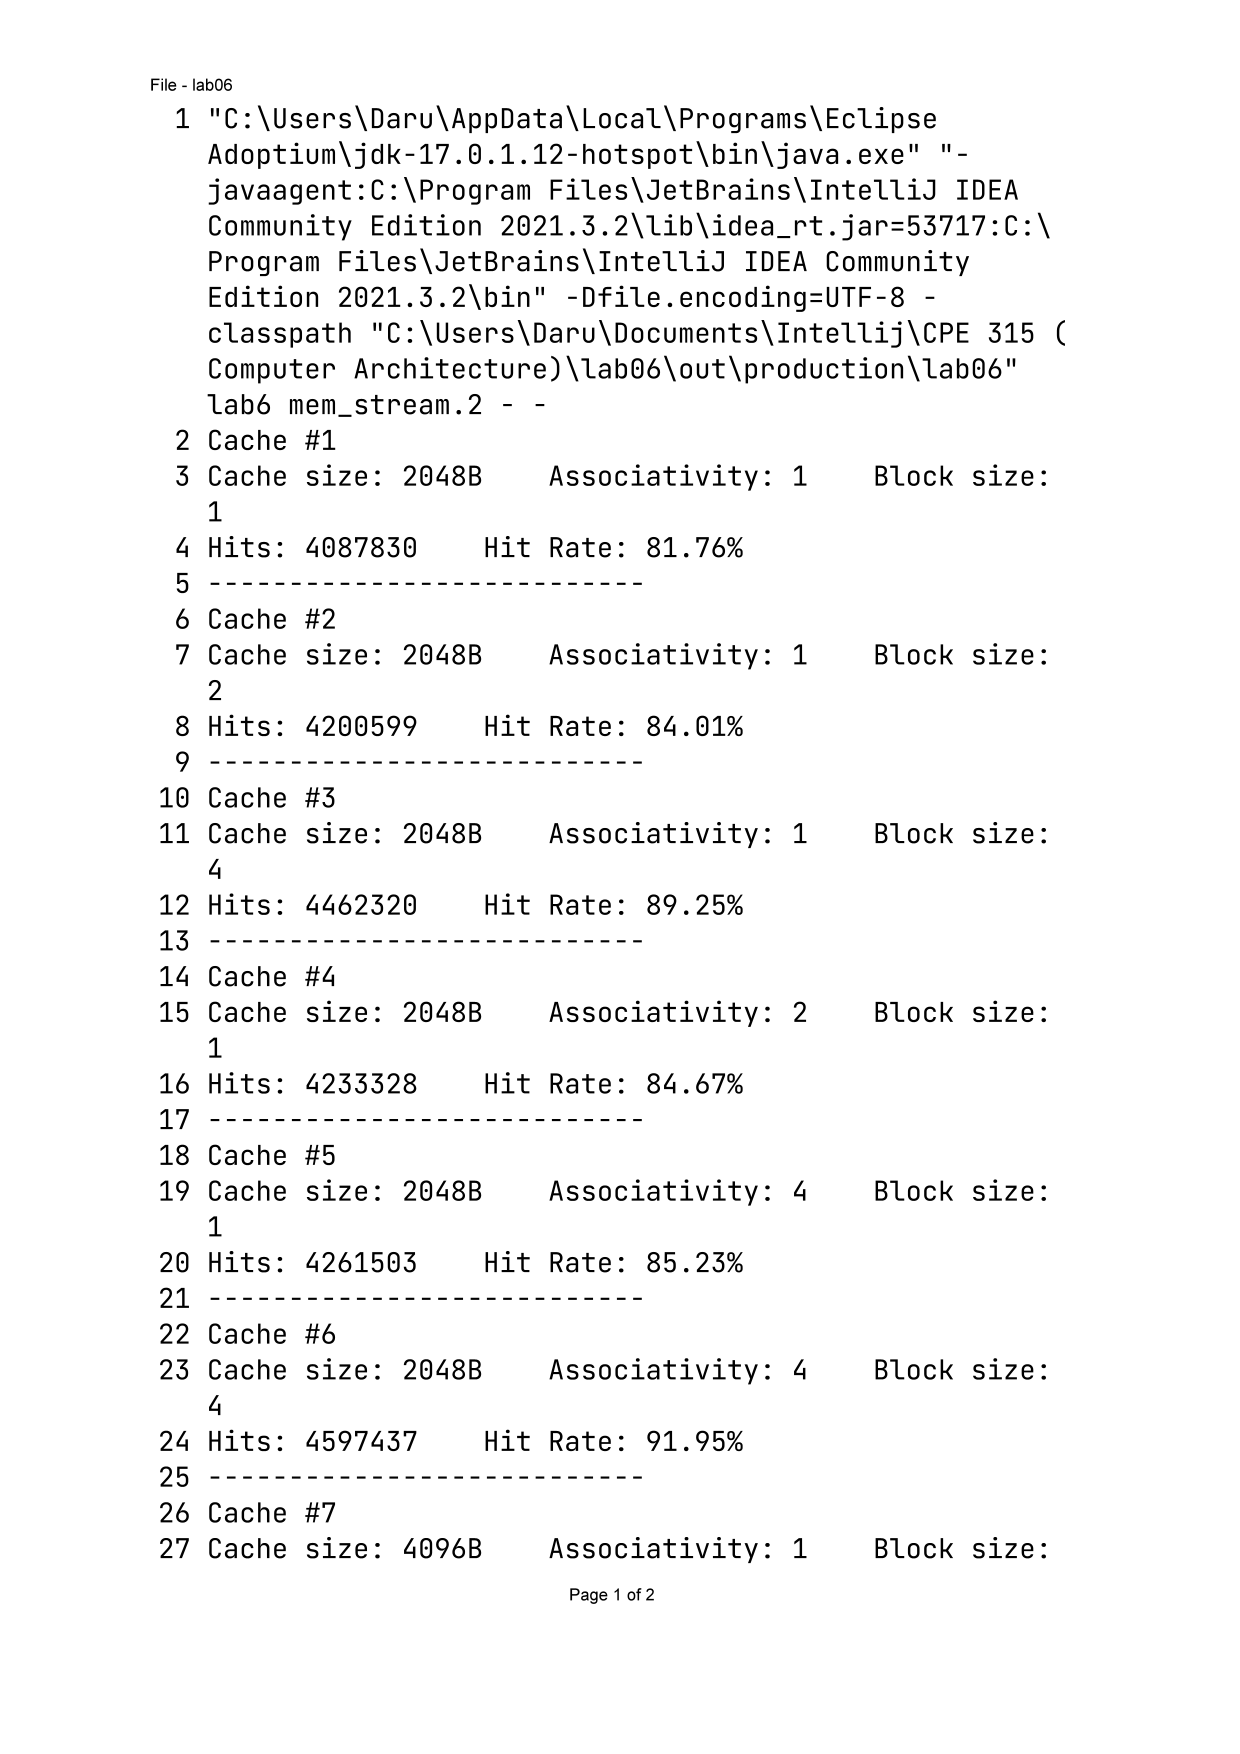 File - lab06
1 "C:\Users\Daru\AppData\Local\Programs\Eclipse
Adoptium\jdk-17.0.1.12-hotspot\bin\java.exe" "-
javaagent:C:\Program Files\JetBrains\IntelliJ IDEA
Community Edition 2021.3.2\lib\idea_rt.jar=53717:C:\
Program Files\JetBrains\IntelliJ IDEA Community
Edition 2021.3.2\bin" -Dfile.encoding=UTF-8 -
classpath "C:\Users\Daru\Documents\Intellij\CPE 315 (
Computer Architecture)\lab06\out\production\lab06"
lab6 mem_stream.2 - -
2 Cache #1
3 Cache size: 2048B    Associativity: 1    Block size:
1
4 Hits: 4087830    Hit Rate: 81.76%
5 ---------------------------
6 Cache #2
7 Cache size: 2048B    Associativity: 1    Block size:
2
8 Hits: 4200599    Hit Rate: 84.01%
9 ---------------------------
10 Cache #3
11 Cache size: 2048B    Associativity: 1    Block size:
4
12 Hits: 4462320    Hit Rate: 89.25%
13 ---------------------------
14 Cache #4
15 Cache size: 2048B    Associativity: 2    Block size:
1
16 Hits: 4233328    Hit Rate: 84.67%
17 ---------------------------
18 Cache #5
19 Cache size: 2048B    Associativity: 4    Block size:
1
20 Hits: 4261503    Hit Rate: 85.23%
21 ---------------------------
22 Cache #6
23 Cache size: 2048B    Associativity: 4    Block size:
4
24 Hits: 4597437    Hit Rate: 91.95%
25 ---------------------------
26 Cache #7
27 Cache size: 4096B    Associativity: 1    Block size:
Page 1 of 2